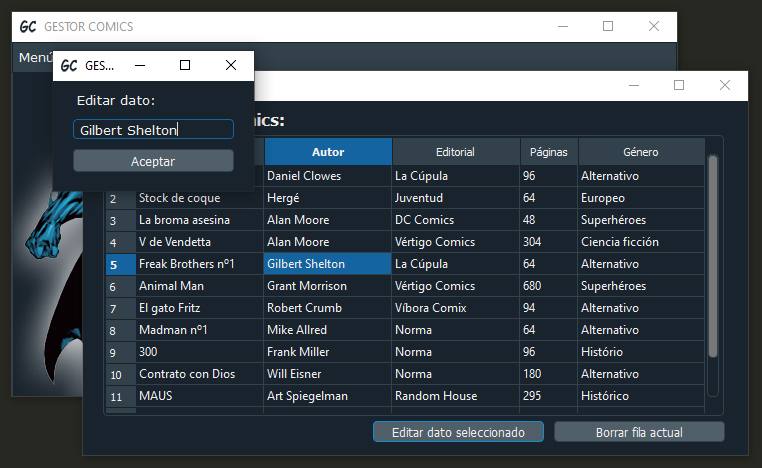 GC GESTOR COMICS
Menú
GC GES...
Editar dato:
Gilbert Shelton
Aceptar
ics:
Autor Editorial Páginas Género
Daniel Clowes La Cúpula 96 Alternativo
2 Stock de coque Hergé Juventud 64 Europeo
3 La broma asesina Alan Moore DC Comics 48 Superhéroes
4 V de Vendetta Alan Moore Vértigo Comics 304 Ciencia ficción
5 Freak Brothers nº1 Gilbert Shelton La Cúpula 64 Alternativo
6 Animal Man Grant Morrison Vértigo Comics 680 Superhéroes
7 El gato Fritz Robert Crumb Víbora Comix 94 Alternativo
8 Madman nº1 Mike Allred Norma 64 Alternativo
9 300 Frank Miller Norma 96 Histório
10 Contrato con Dios Will Eisner Norma 180 Alternativo
11 MAUS Art Spiegelman Random House 295 Histórico
Editar dato seleccionado Borrar fila actual